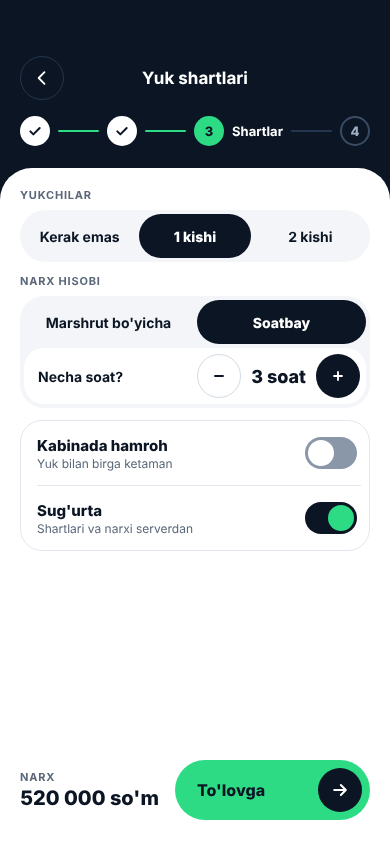 Yuk shartlari
3
Shartlar
4
YUKCHILAR
Kerak emas
1 kishi
2 kishi
NARX HISOBI
Marshrut bo'yicha
Soatbay
Necha soat?
−
3 soat
+
Kabinada hamroh
Yuk bilan birga ketaman
Sug'urta
Shartlari va narxi serverdan
NARX
520 000 so'm
To'lovga